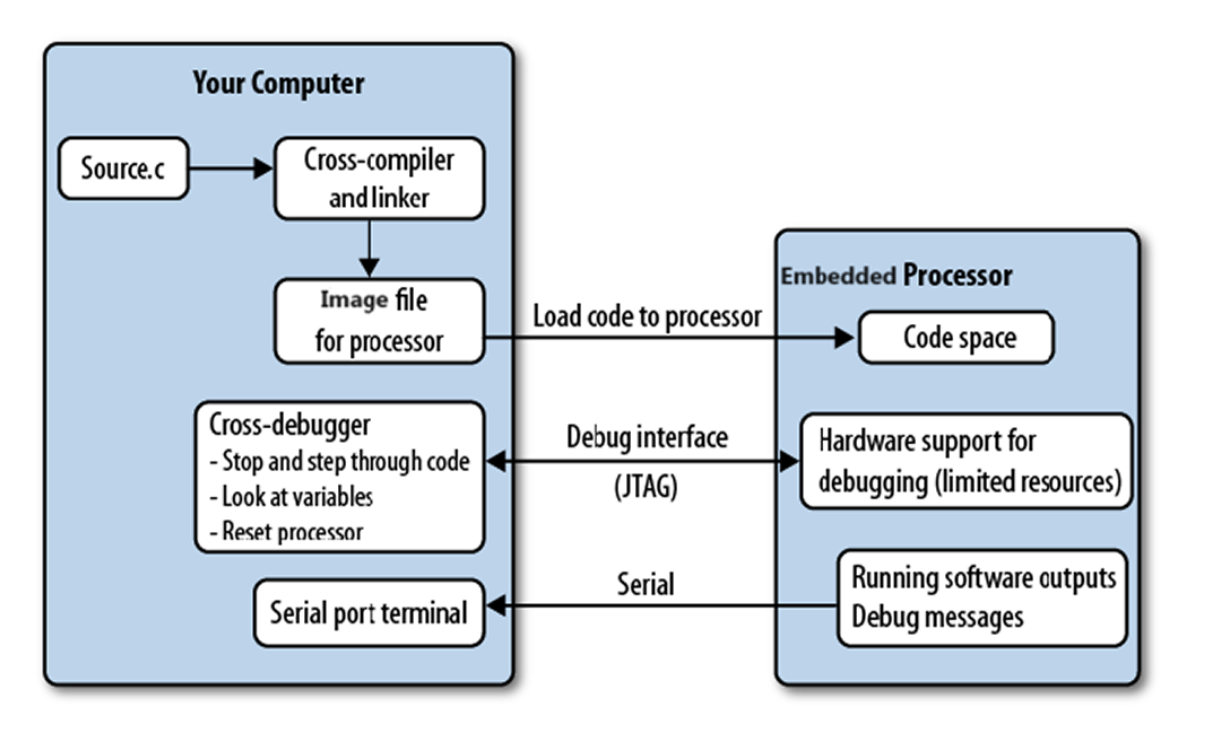 Your Computer
Source.c
Cross-compiler
and linker
Image file
for processor
Load code to processor
Embedded Processor
Code space
Cross-debugger
- Stop and step through code
- Look at variables
- Reset processor
Debug interface
(JTAG)
Hardware support for
debugging (limited resources)
Serial port terminal
Serial
Running software outputs
Debug messages